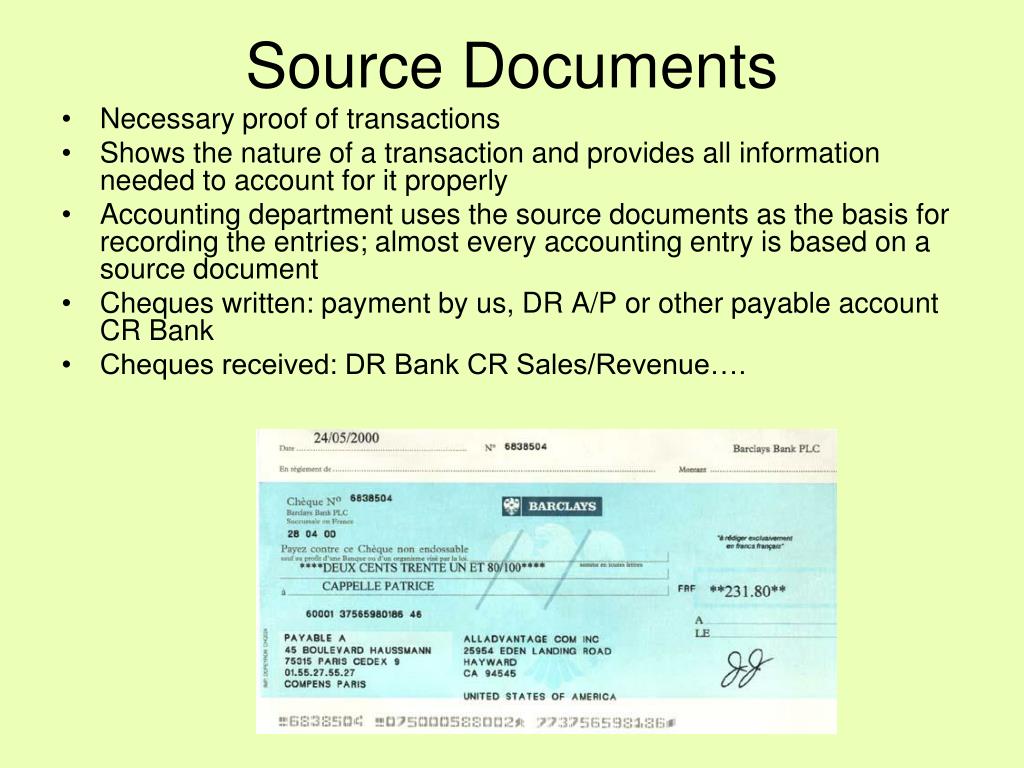 Source Documents
• Necessary proof of transactions
• Shows the nature of a transaction and provides all information
needed to account for it properly
• Accounting department uses the source documents as the basis for
recording the entries; almost every accounting entry is based on a
source document
• Cheques written: payment by us, DR A/P or other payable account
CR Bank
• Cheques received: DR Bank CR Sales/Revenue….
24/05/2000
Date N° 6838504 Barclays Bank PLC
En règlement de Montant
Chèque N° 6838504
BARCLAYS
Barclays Bank PLC
Succursale en France
28 04 00
"à rédiger exclusivement
en francs français"
Payez contre ce Chèque non endossable
sauf au profit d'une Banque ou d'un organisme visé par la loi
****DEUX CENTS TRENTE UN ET 80/100**** somme en toutes lettres
à CAPPELLE PATRICE
FRF **231.80**
60001 37565980186 46
A
LE
PAYABLE A
45 BOULEVARD HAUSSMANN
75315 PARIS CEDEX 9
01.55.27.55.27
COMPENS PARIS
ALLADVANTAGE COM INC
25954 EDEN LANDING ROAD
HAYWARD
CA 94545
UNITED STATES OF AMERICA
6838504 075000588002 773756598186